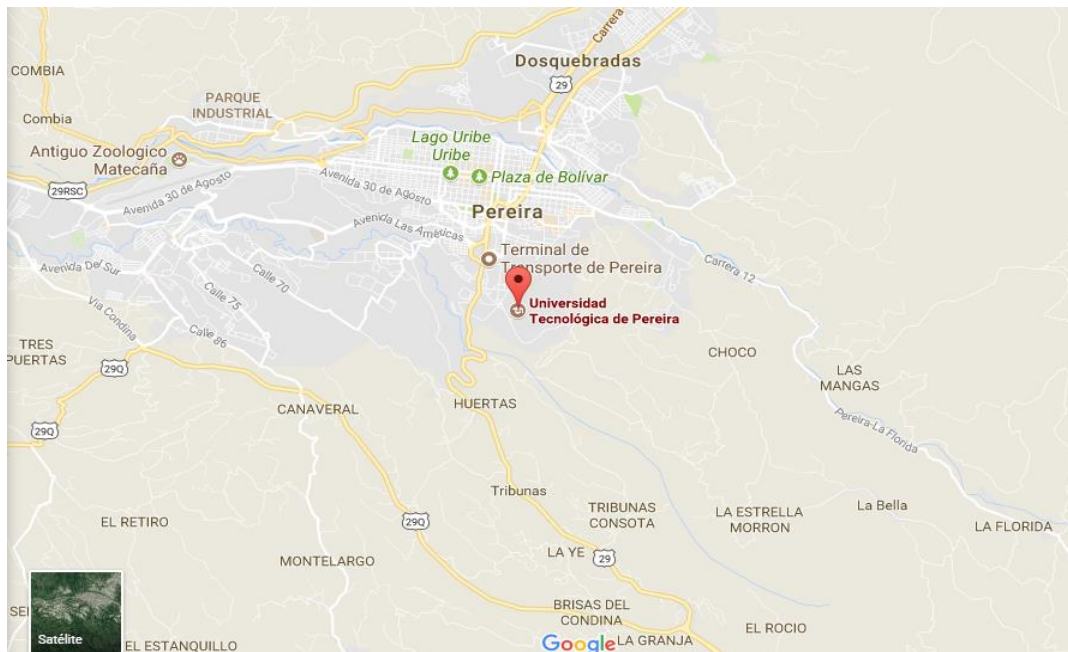 Carrera
Dosquebradas
29
COMBIA
PARQUE
INDUSTRIAL
Combia
Lago Uribe
Uribe
Antiguo Zoologico
Matecaña
Plaza de Bolívar
29RSC
Avenida 30 de Agosto
Avenida 30 de Agosto
Pereira
Avenida Las Américas
Terminal de
Transporte de Pereira
Avenida Del Sur
Calle 70
Carrera 12
Calle 75
Via Condina
Universidad
Tecnológica de Pereira
Calle 86
TRES
PUERTAS
CHOCO
29Q
LAS
MANGAS
CANAVERAL
HUERTAS
Pereira-La Florida
29Q
Tribunas
EL RETIRO
29Q
TRIBUNAS
CONSOTA
LA ESTRELLA
MORRON
La Bella
LA FLORIDA
MONTELARGO
LA YE
29
BRISAS DEL
CONDINA
EL ROCIO
Satélite
EL ESTANQUILLO
Google
LA GRANJA